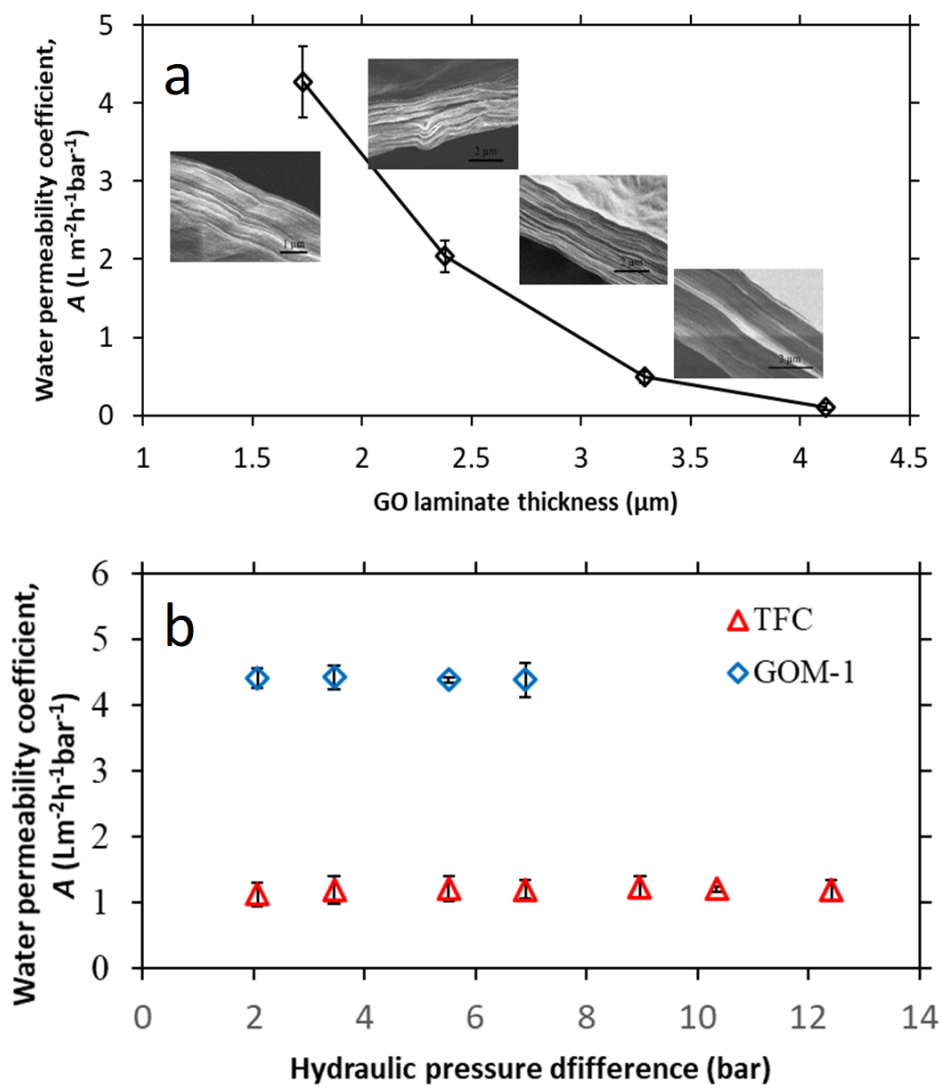 a
Water permeability coefficient,
A (L m-2h-1bar-1)
5
4
3
2
1
0
1 µm
2 µm
2 µm
2 µm
1 1.5 2 2.5 3 3.5 4 4.5
GO laminate thickness (µm)
b
Water permeability coefficient,
A (Lm-2h-1bar-1)
6
5
4
3
2
1
0
TFC
GOM-1
0 2 4 6 8 10 12 14
Hydraulic pressure dfifference (bar)